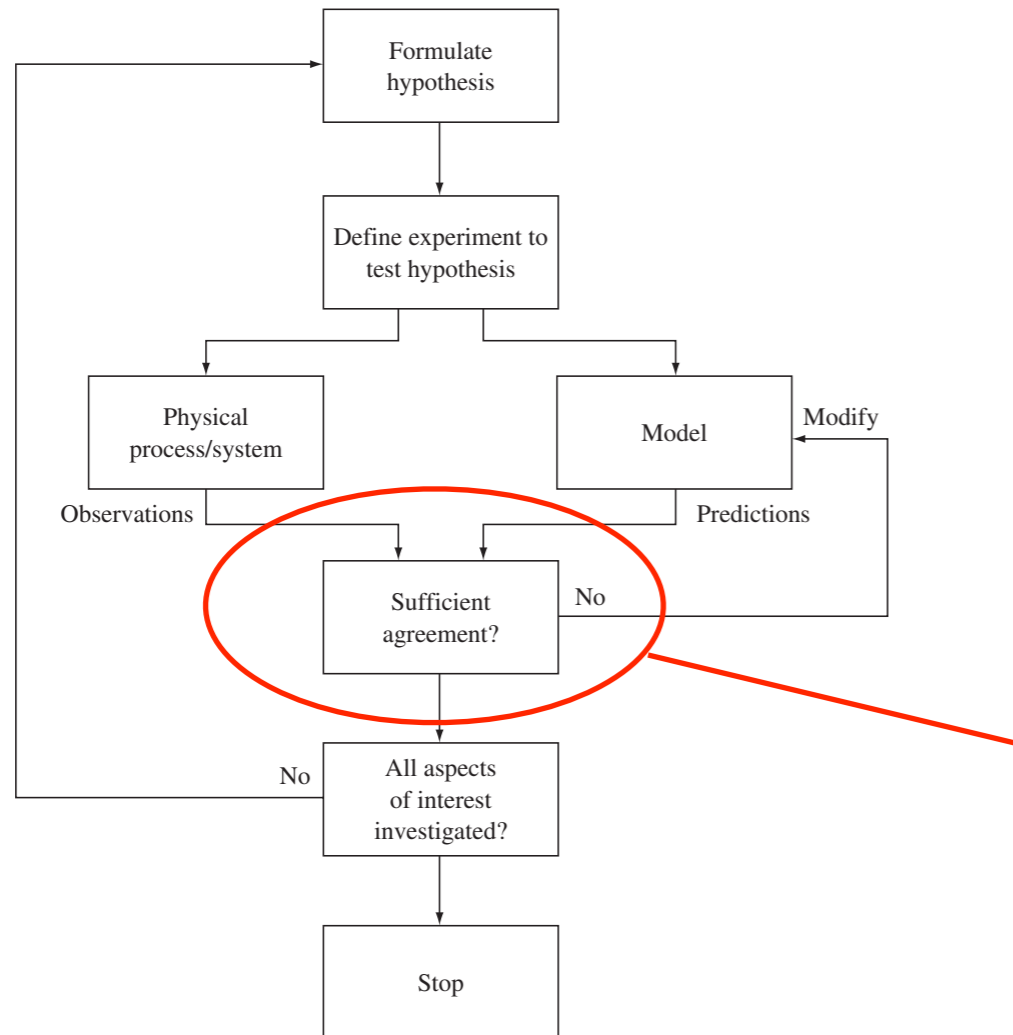 Formulate
hypothesis
Define experiment to
test hypothesis
Physical
process/system
Model
Modify
Observations
Predictions
Sufficient
agreement?
No
All aspects
of interest
investigated?
No
Stop